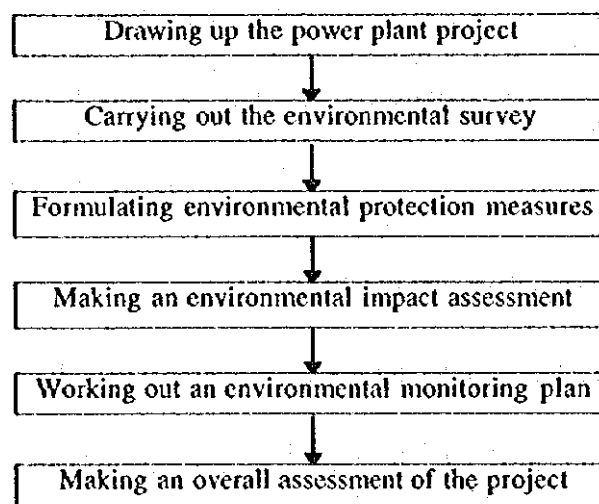 Drawing up the power plant project
Carrying out the environmental survey
Formulating environmental protection measures
Making an environmental impact assessment
Working out an environmental monitoring plan
Making an overall assessment of the project